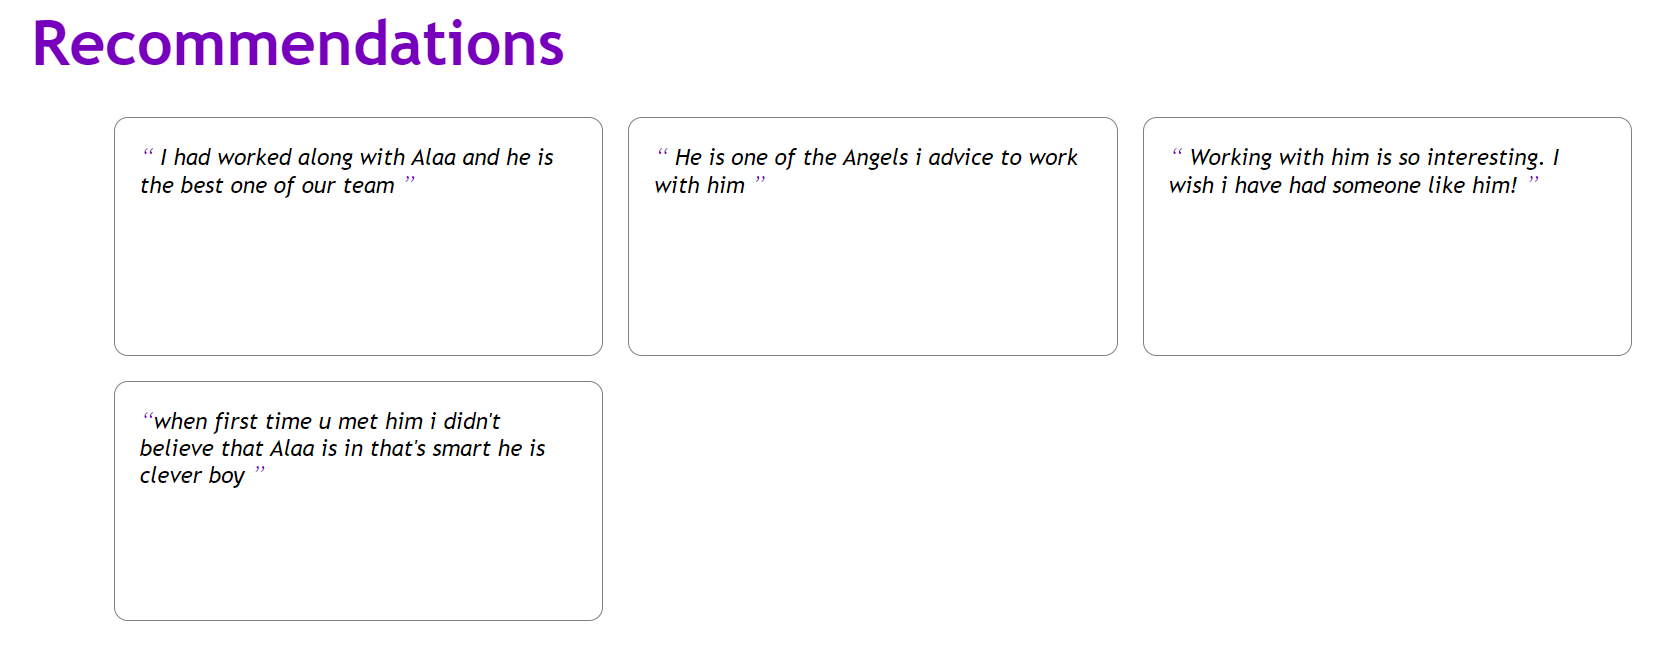 Recommendations
“ I had worked along with Alaa and he is
the best one of our team ”
“ He is one of the Angels i advice to work
with him ”
“ Working with him is so interesting. I
wish i have had someone like him! ”
“when first time u met him i didn't
believe that Alaa is in that's smart he is
clever boy ”